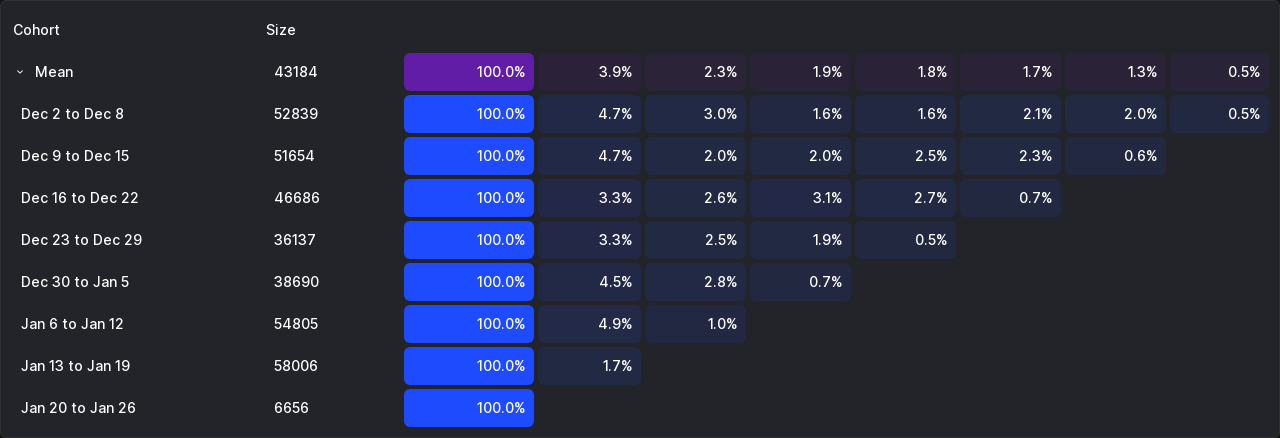 Cohort Size
Mean 43184 100.0% 3.9% 2.3% 1.9% 1.8% 1.7% 1.3% 0.5%
Dec 2 to Dec 8 52839 100.0% 4.7% 3.0% 1.6% 1.6% 2.1% 2.0% 0.5%
Dec 9 to Dec 15 51654 100.0% 4.7% 2.0% 2.0% 2.5% 2.3% 0.6%
Dec 16 to Dec 22 46686 100.0% 3.3% 2.6% 3.1% 2.7% 0.7%
Dec 23 to Dec 29 36137 100.0% 3.3% 2.5% 1.9% 0.5%
Dec 30 to Jan 5 38690 100.0% 4.5% 2.8% 0.7%
Jan 6 to Jan 12 54805 100.0% 4.9% 1.0%
Jan 13 to Jan 19 58006 100.0% 1.7%
Jan 20 to Jan 26 6656 100.0%